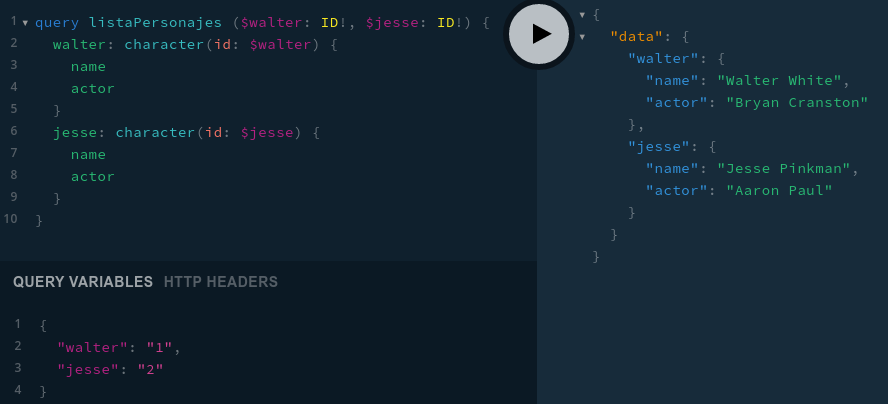 1 query listaPersonajes ($walter: ID!, $jesse: ID!) {
2 walter: character(id: $walter) {
3 name
4 actor
5 }
6 jesse: character(id: $jesse) {
7 name
8 actor
9 }
10 }
QUERY VARIABLES HTTP HEADERS
1 {
2 "walter": "1",
3 "jesse": "2"
4 }
{
"data": {
"walter": {
"name": "Walter White",
"actor": "Bryan Cranston"
},
"jesse": {
"name": "Jesse Pinkman",
"actor": "Aaron Paul"
}
}
}